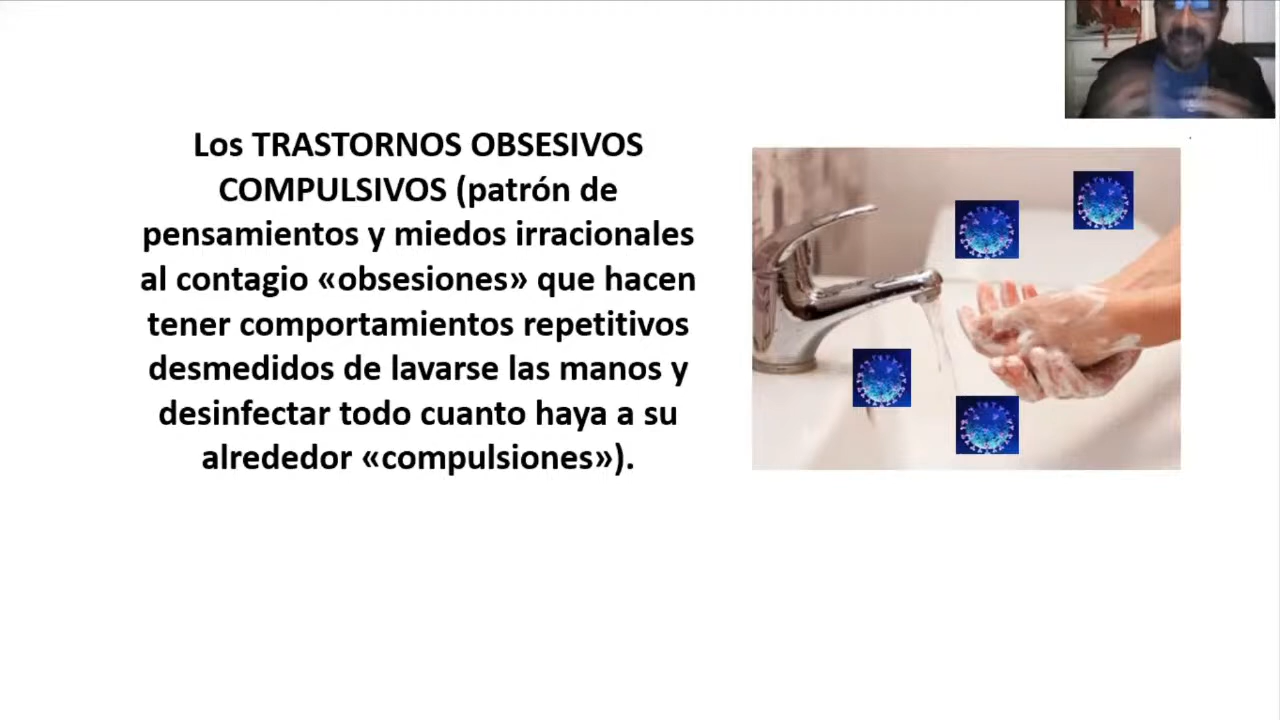 Los TRASTORNOS OBSESIVOS
COMPULSIVOS (patrón de
pensamientos y miedos irracionales
al contagio «obsesiones» que hacen
tener comportamientos repetitivos
desmedidos de lavarse las manos y
desinfectar todo cuanto haya a su
alrededor «compulsiones»).